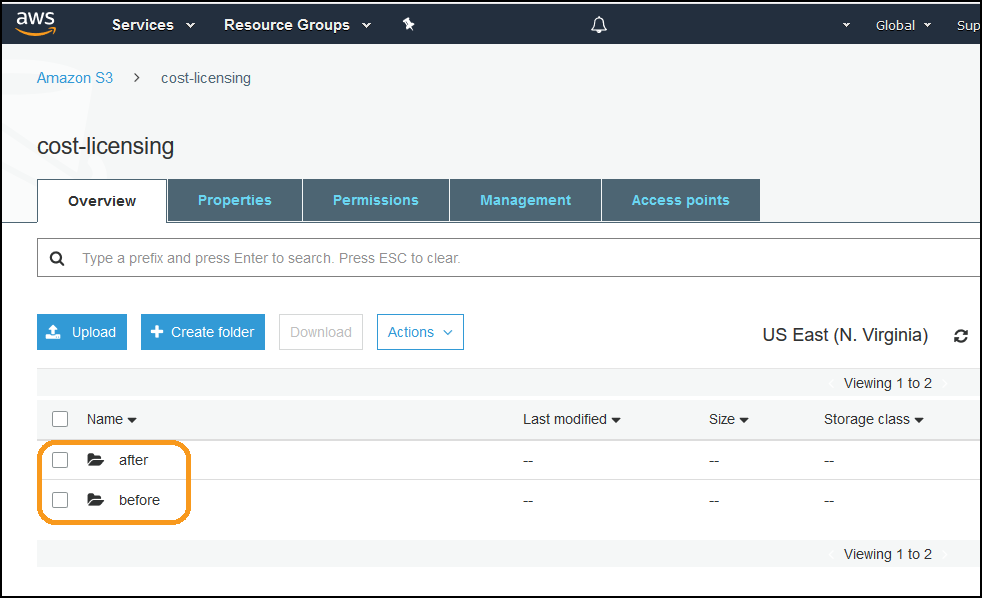 aws Services Resource Groups Global Sup
Amazon S3 > cost-licensing
cost-licensing
Overview Properties Permissions Management Access points
Type a prefix and press Enter to search. Press ESC to clear.
Upload + Create folder Download Actions US East (N. Virginia)
Viewing 1 to 2
Name Last modified Size Storage class
after -- -- --
before -- -- --
Viewing 1 to 2